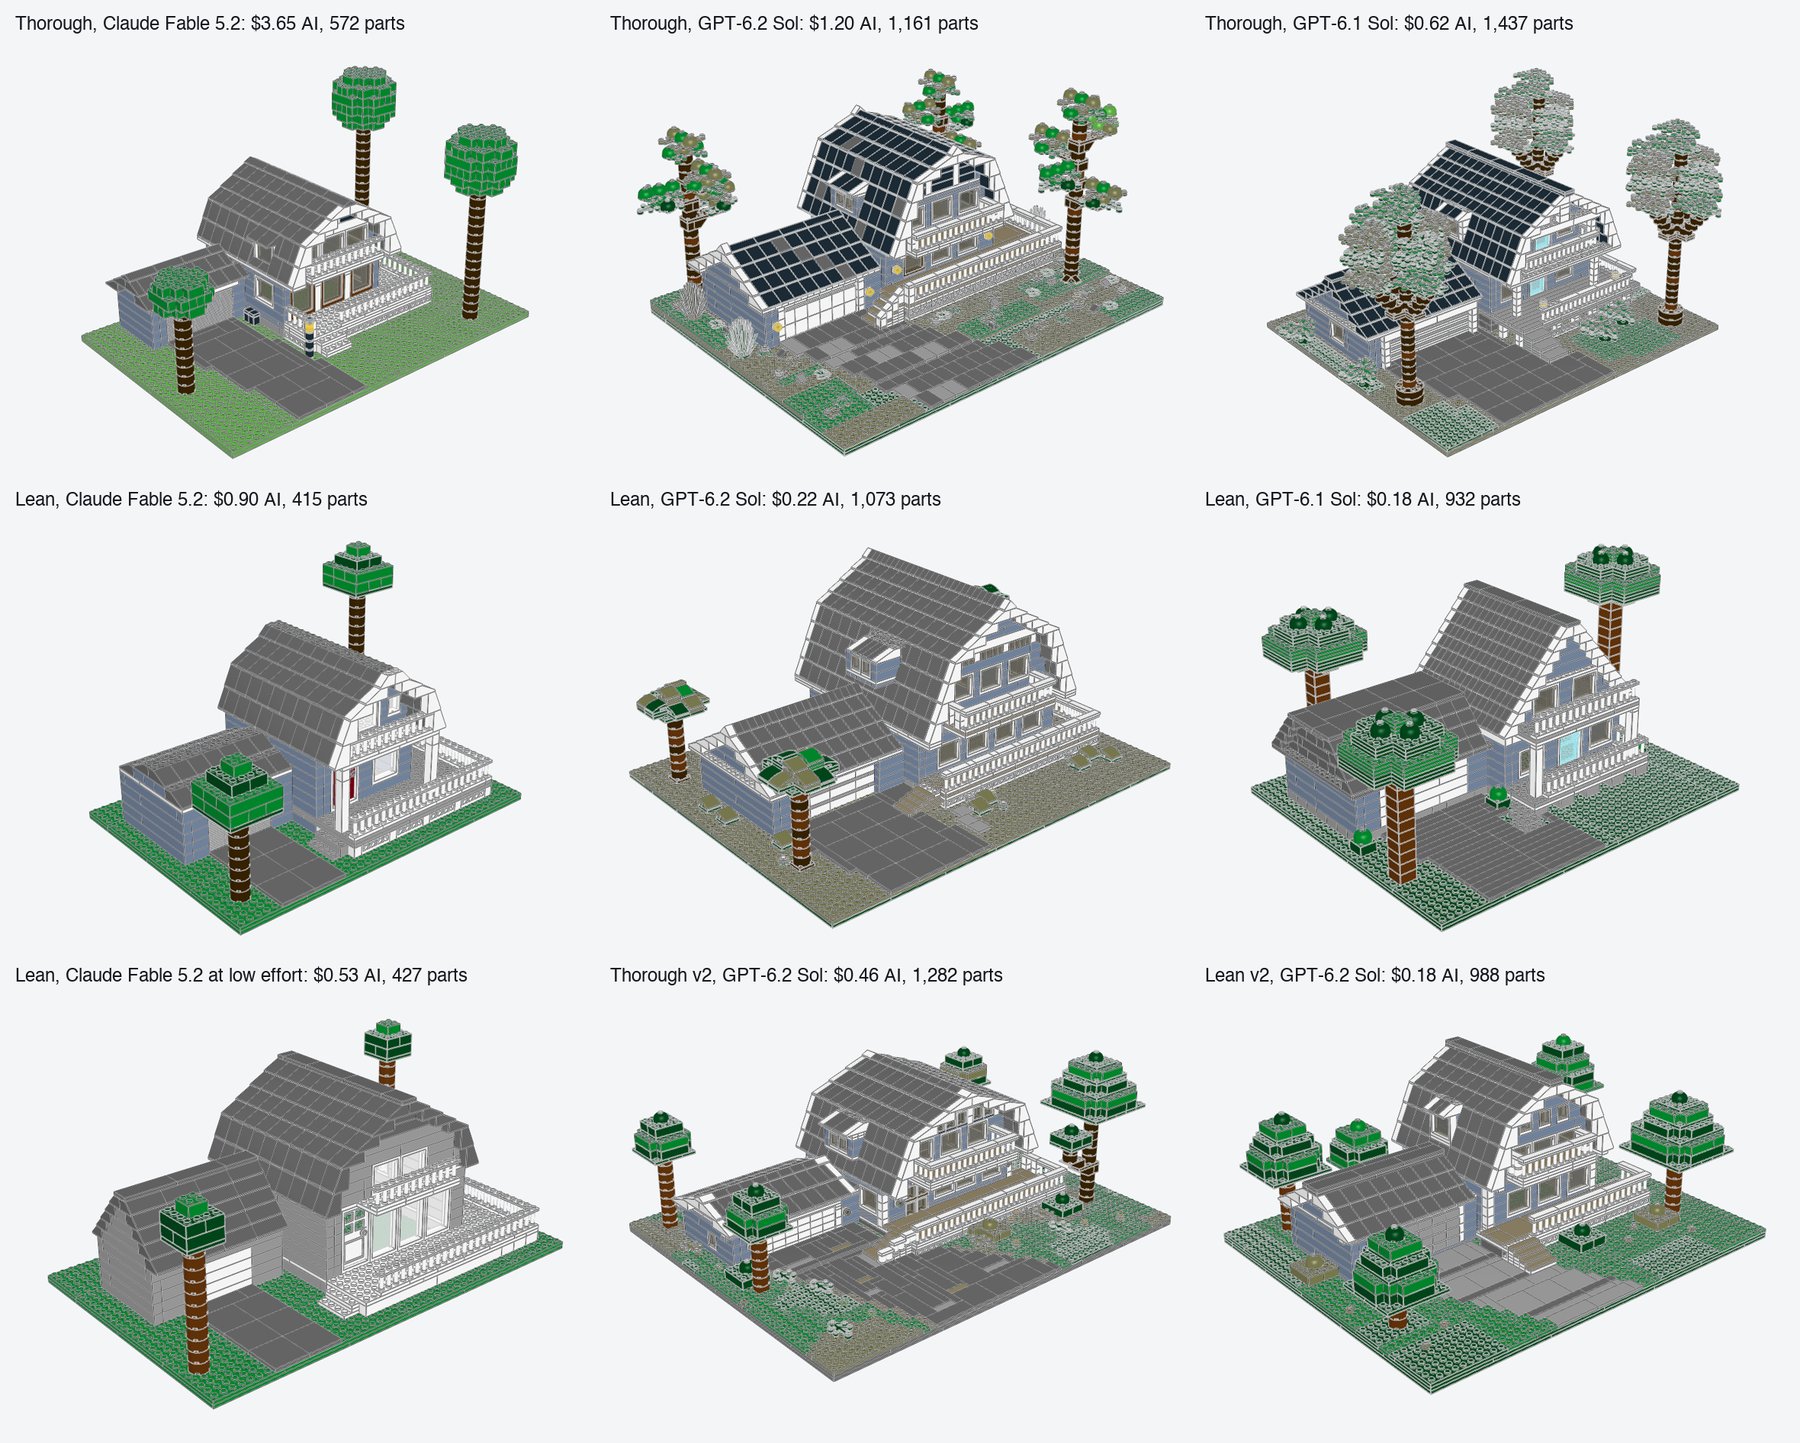 Thorough, Claude Fable 5.2: $3.65 AI, 572 parts
Thorough, GPT-6.2 Sol: $1.20 AI, 1,161 parts
Thorough, GPT-6.1 Sol: $0.62 AI, 1,437 parts
Lean, Claude Fable 5.2: $0.90 AI, 415 parts
Lean, GPT-6.2 Sol: $0.22 AI, 1,073 parts
Lean, GPT-6.1 Sol: $0.18 AI, 932 parts
Lean, Claude Fable 5.2 at low effort: $0.53 AI, 427 parts
Thorough v2, GPT-6.2 Sol: $0.46 AI, 1,282 parts
Lean v2, GPT-6.2 Sol: $0.18 AI, 988 parts